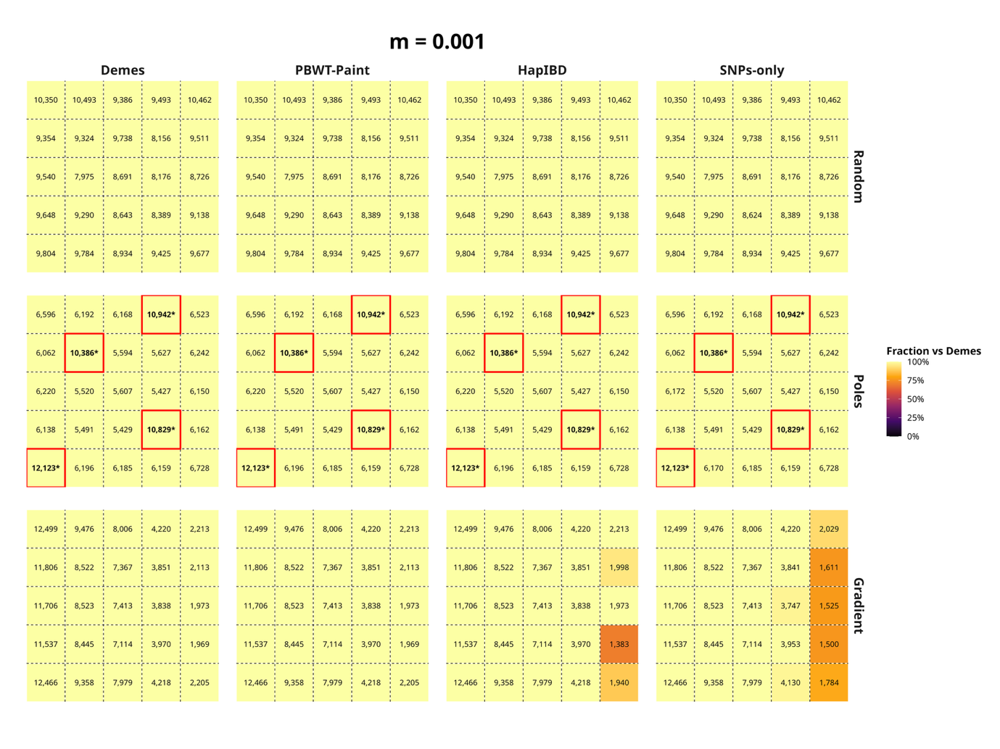 m = 0.001
Demes PBWT-Paint HapIBD SNPs-only
10,350 10,493 9,386 9,493 10,462 10,350 10,493 9,386 9,493 10,462 10,350 10,493 9,386 9,493 10,462 10,350 10,493 9,386 9,493 10,462
9,354 9,324 9,738 8,156 9,511 9,354 9,324 9,738 8,156 9,511 9,354 9,324 9,738 8,156 9,511 9,354 9,324 9,738 8,156 9,511
9,540 7,975 8,691 8,176 8,726 9,540 7,975 8,691 8,176 8,726 9,540 7,975 8,691 8,176 8,726 9,540 7,975 8,691 8,176 8,726
9,648 9,290 8,643 8,389 9,138 9,648 9,290 8,643 8,389 9,138 9,648 9,290 8,643 8,389 9,138 9,648 9,290 8,624 8,389 9,138
9,804 9,784 8,934 9,425 9,677 9,804 9,784 8,934 9,425 9,677 9,804 9,784 8,934 9,425 9,677 9,804 9,784 8,934 9,425 9,677
Random
6,596 6,192 6,168 10,942* 6,523 6,596 6,192 6,168 10,942* 6,523 6,596 6,192 6,168 10,942* 6,523 6,596 6,192 6,168 10,942* 6,523
6,062 10,386* 5,594 5,627 6,242 6,062 10,386* 5,594 5,627 6,242 6,062 10,386* 5,594 5,627 6,242 6,062 10,386* 5,594 5,627 6,242
6,220 5,520 5,607 5,427 6,150 6,220 5,520 5,607 5,427 6,150 6,220 5,520 5,607 5,427 6,150 6,172 5,520 5,607 5,427 6,150
6,138 5,491 5,429 10,829* 6,162 6,138 5,491 5,429 10,829* 6,162 6,138 5,491 5,429 10,829* 6,162 6,138 5,491 5,429 10,829* 6,162
12,123* 6,196 6,185 6,159 6,728 12,123* 6,196 6,185 6,159 6,728 12,123* 6,196 6,185 6,159 6,728 12,123* 6,170 6,185 6,159 6,728
Poles
12,499 9,476 8,006 4,220 2,213 12,499 9,476 8,006 4,220 2,213 12,499 9,476 8,006 4,220 2,213 12,499 9,476 8,006 4,220 2,029
11,806 8,522 7,367 3,851 2,113 11,806 8,522 7,367 3,851 2,113 11,806 8,522 7,367 3,851 1,998 11,806 8,522 7,367 3,841 1,611
11,706 8,523 7,413 3,838 1,973 11,706 8,523 7,413 3,838 1,973 11,706 8,523 7,413 3,838 1,973 11,706 8,523 7,413 3,747 1,525
11,537 8,445 7,114 3,970 1,969 11,537 8,445 7,114 3,970 1,969 11,537 8,445 7,114 3,970 1,383 11,537 8,445 7,114 3,953 1,500
12,466 9,358 7,979 4,218 2,205 12,466 9,358 7,979 4,218 2,205 12,466 9,358 7,979 4,218 1,940 12,466 9,358 7,979 4,130 1,784
Gradient
Fraction vs Demes
100%
75%
50%
25%
0%